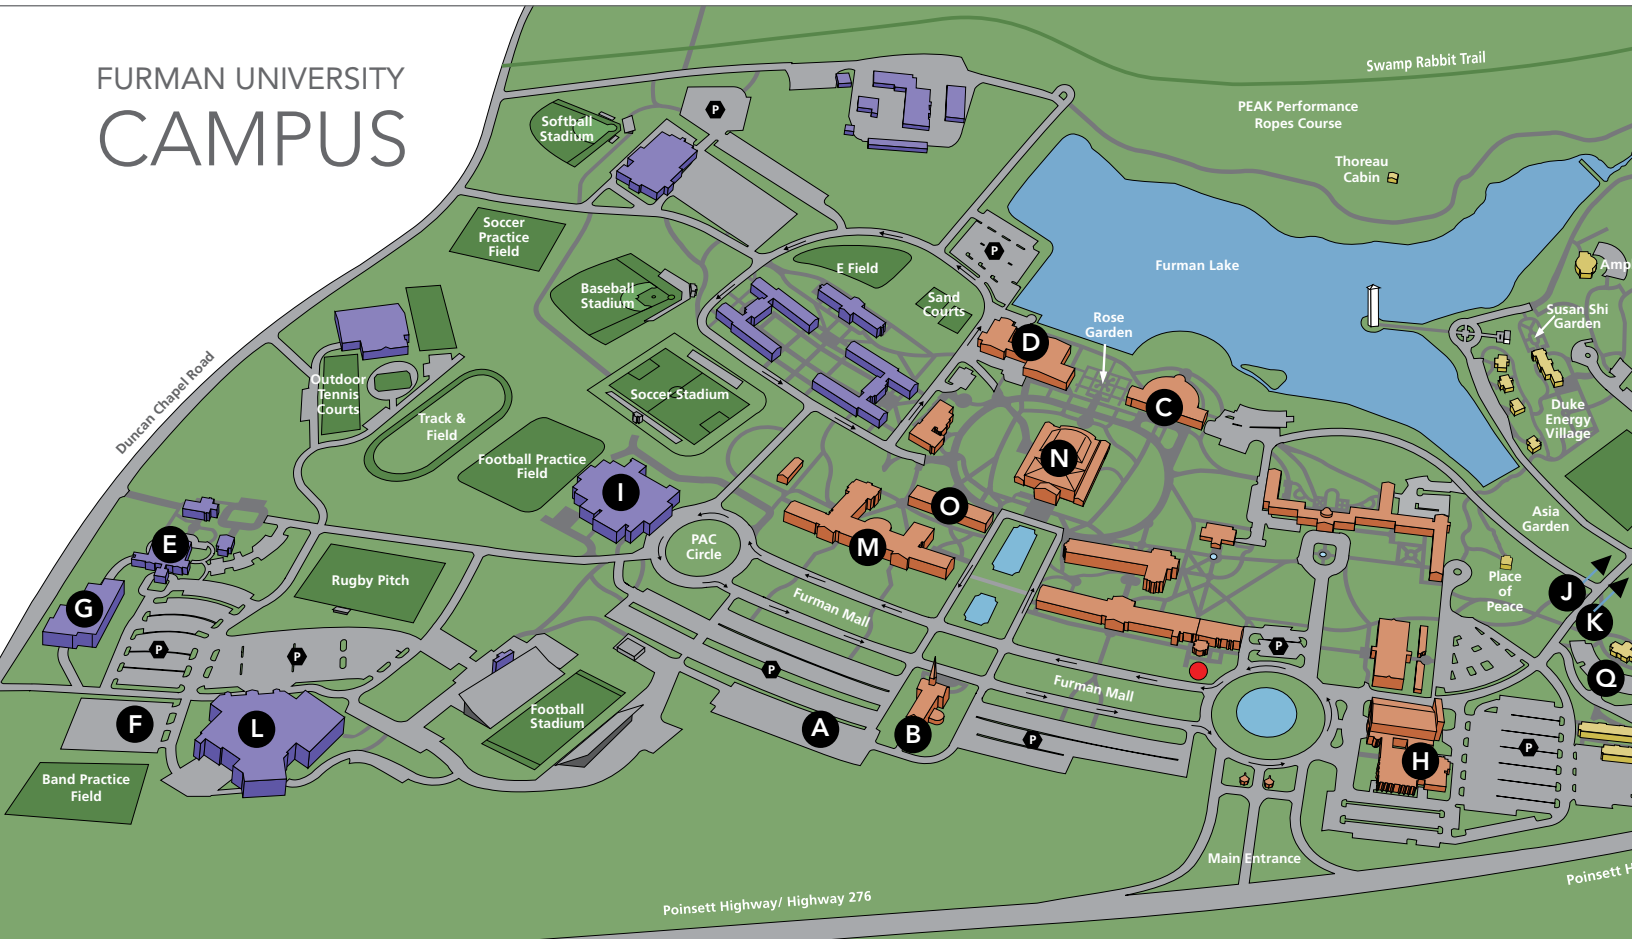 FURMAN UNIVERSITY
CAMPUS
Swamp Rabbit Trail
PEAK Performance
Ropes Course
Thoreau
Cabin
P
Softball
Stadium
Soccer
Practice
Field
E Field
P
Furman Lake
Amp
Baseball
Stadium
Sand
Courts
Rose
Garden
Susan Shi
Garden
D
Duncan Chapel Road
Outdoor
Tennis
Courts
Soccer Stadium
C
Duke
Energy
Village
Track &
Field
Football Practice
Field
N
I
O
Asia
Garden
E
PAC
Circle
M
Rugby Pitch
Place
of
Peace
J
G
Furman Mall
K
P
P
P
P
Q
Furman Mall
F
L
Football
Stadium
A
B
P
P
H
Band Practice
Field
Main Entrance
Poinsett Highway/ Highway 276
Poinsett H